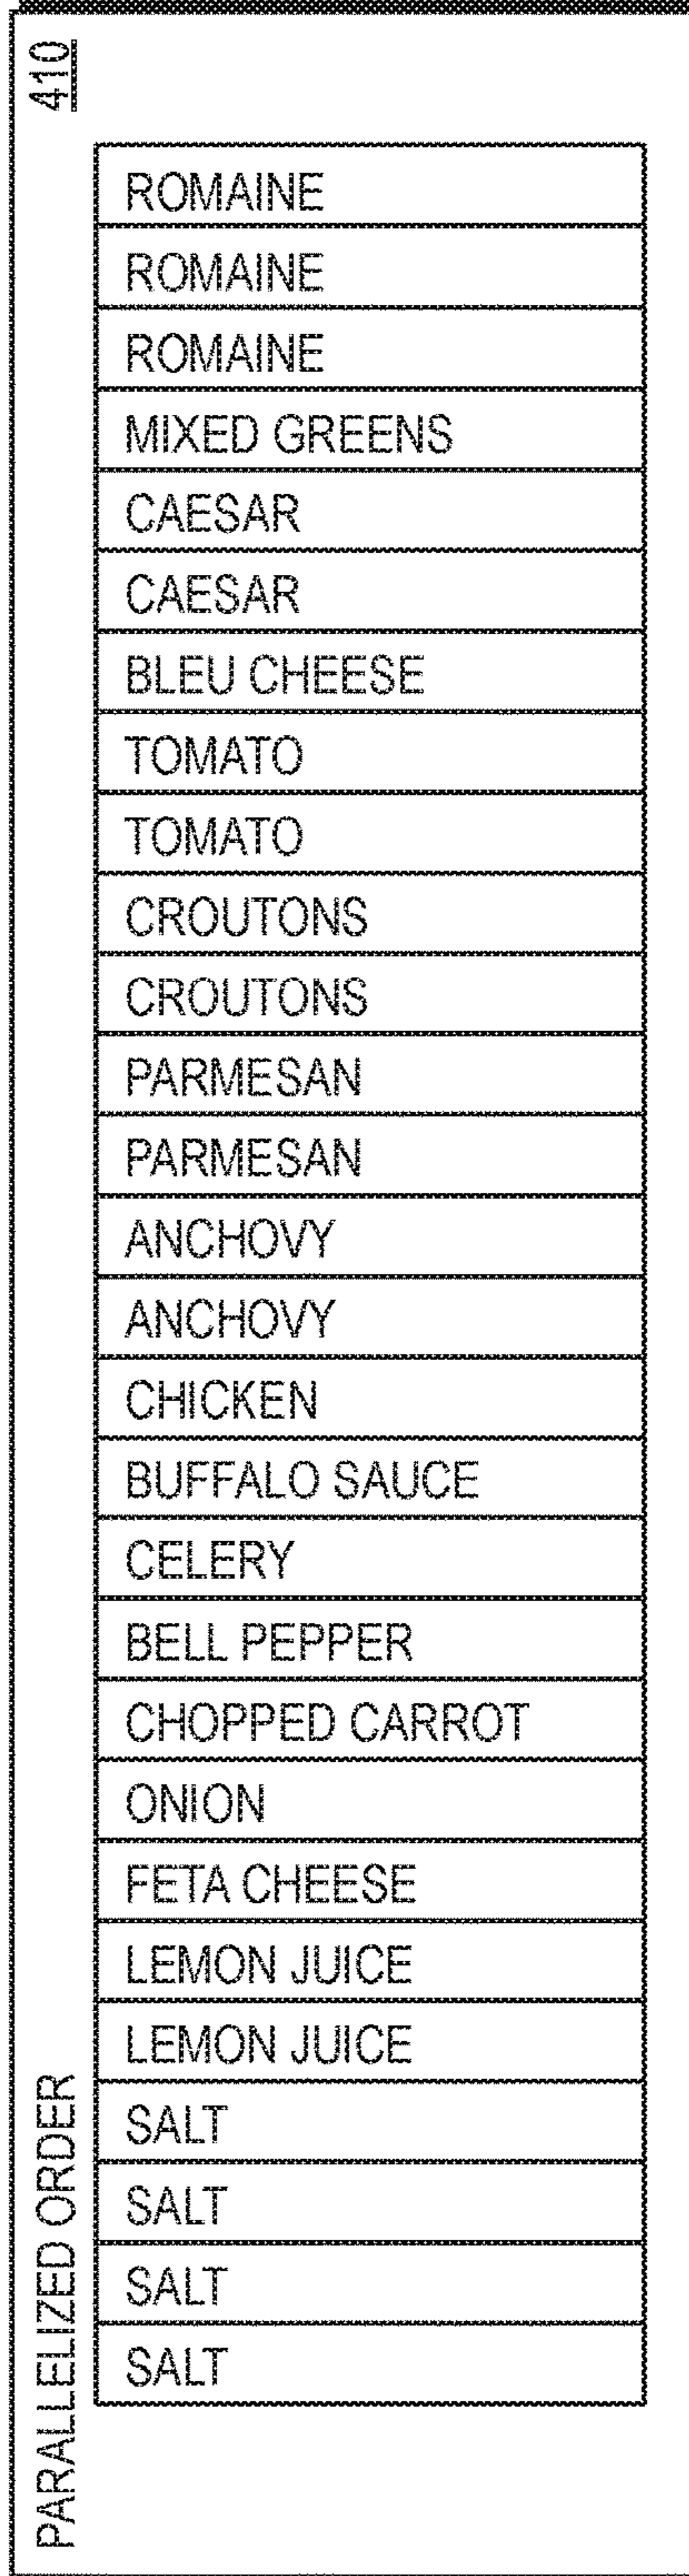 PARALLELIZED ORDER
410
ROMAINE
ROMAINE
ROMAINE
MIXED GREENS
CAESAR
CAESAR
BLEU CHEESE
TOMATO
TOMATO
CROUTONS
CROUTONS
PARMESAN
PARMESAN
ANCHOVY
ANCHOVY
CHICKEN
BUFFALO SAUCE
CELERY
BELL PEPPER
CHOPPED CARROT
ONION
FETA CHEESE
LEMON JUICE
LEMON JUICE
SALT
SALT
SALT
SALT